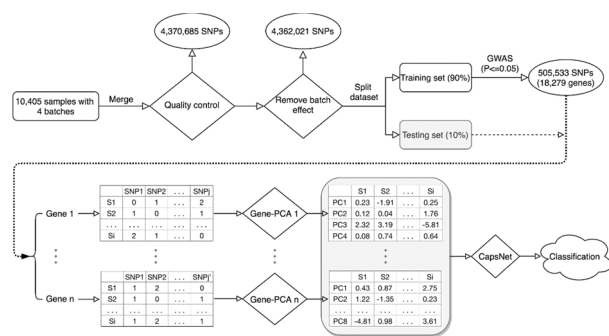 4,370,685 SNPs
4,362,021 SNPs
10,405 samples with
4 batches
Merge
Quality control
Remove batch
effect
Split
dataset
Training set (90%)
Testing set (10%)
GWAS
(P<=0.05)
505,533 SNPs
(18,279 genes)
Gene 1
SNP1 SNP2 ... SNPj
S1 0 1 ... 2
S2 1 0 ... 1
... ... ... ...
Si 2 1 ... 0
Gene-PCA 1
S1 S2 ... Si
PC1 0.23 -1.91 ... 0.25
PC2 0.12 0.04 ... 1.76
PC3 2.32 3.19 ... -5.81
PC4 0.08 0.74 ... 0.64
Gene n
SNP1 SNP2 ... SNPj'
S1 1 2 ... 0
S2 1 0 ... 1
... ... ... ...
Si 1 2 ... 1
Gene-PCA n
S1 S2 ... Si
PC1 0.43 0.87 ... 2.75
PC2 1.22 -1.35 ... 0.23
... ... ... ... ...
PC8 -4.81 0.98 ... 3.61
CapsNet
Classification